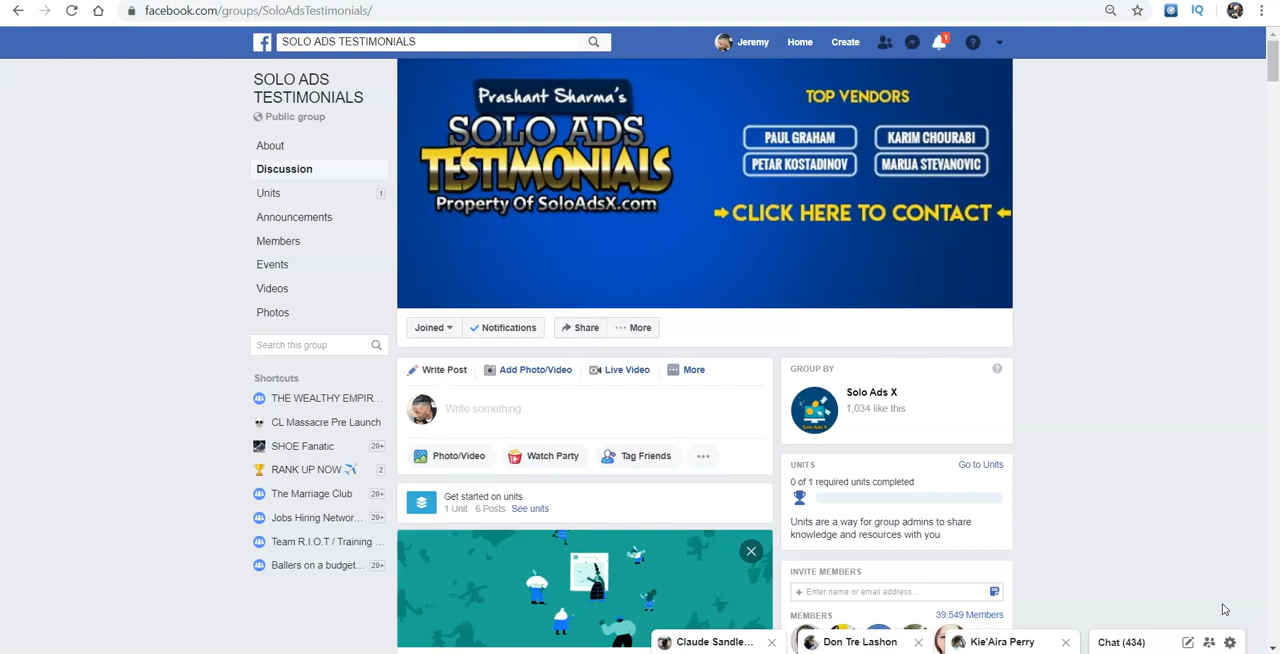 facebook.com/groups/SoloAdsTestimonials/
IQ
SOLO ADS TESTIMONIALS
Jeremy
Home
Create
1
SOLO ADS
TESTIMONIALS
Public group
About
Discussion
Units
1
Announcements
Members
Events
Videos
Photos
Search this group
Shortcuts
THE WEALTHY EMPIR...
CL Massacre Pre Launch
SHOE Fanatic
20+
RANK UP NOW
2
The Marriage Club
20+
Jobs Hiring Networ...
20+
Team R.I.O.T / Training ...
Ballers on a budget...
20+
Prashant Sharma's
SOLO ADS
TESTIMONIALS
Property Of SoloAdsX.com
TOP VENDORS
PAUL GRAHAM
KARIM CHOURABI
PETAR KOSTADINOV
MARIJA STEVANOVIC
CLICK HERE TO CONTACT
Joined
Notifications
Share
More
Write Post
Add Photo/Video
Live Video
More
Write something...
Photo/Video
Watch Party
Tag Friends
Get started on units
1 Unit · 6 Posts See units
GROUP BY
Solo Ads X
1,034 like this
UNITS
Go to Units
0 of 1 required units completed
Units are a way for group admins to share
knowledge and resources with you.
INVITE MEMBERS
+ Enter name or email address...
MEMBERS
39,549 Members
Claude Sandle...
Don Tre Lashon
Kie'Aira Perry
Chat (434)